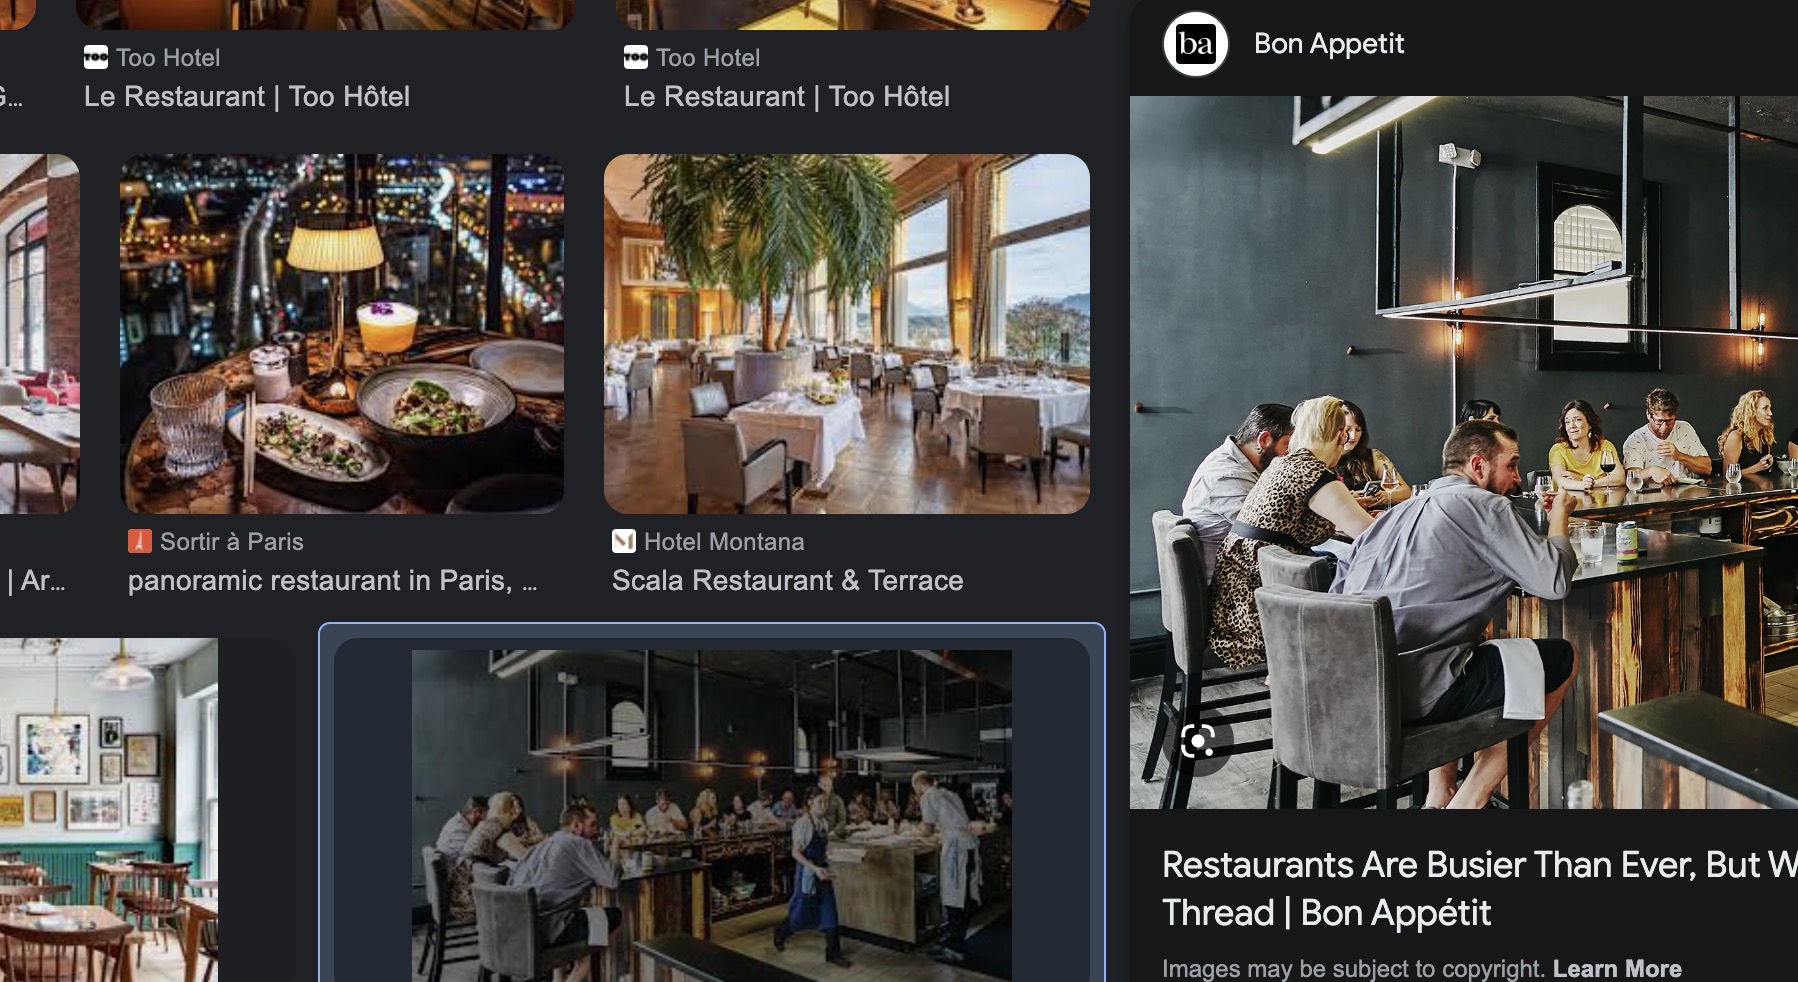 TOO Too Hotel
Le Restaurant | Too Hôtel
TOO Too Hotel
Le Restaurant | Too Hôtel
| Ar...
Sortir à Paris
panoramic restaurant in Paris, ...
Hotel Montana
Scala Restaurant & Terrace
ba Bon Appetit
Restaurants Are Busier Than Ever, But W
Thread | Bon Appétit
Images may be subject to copyright. Learn More